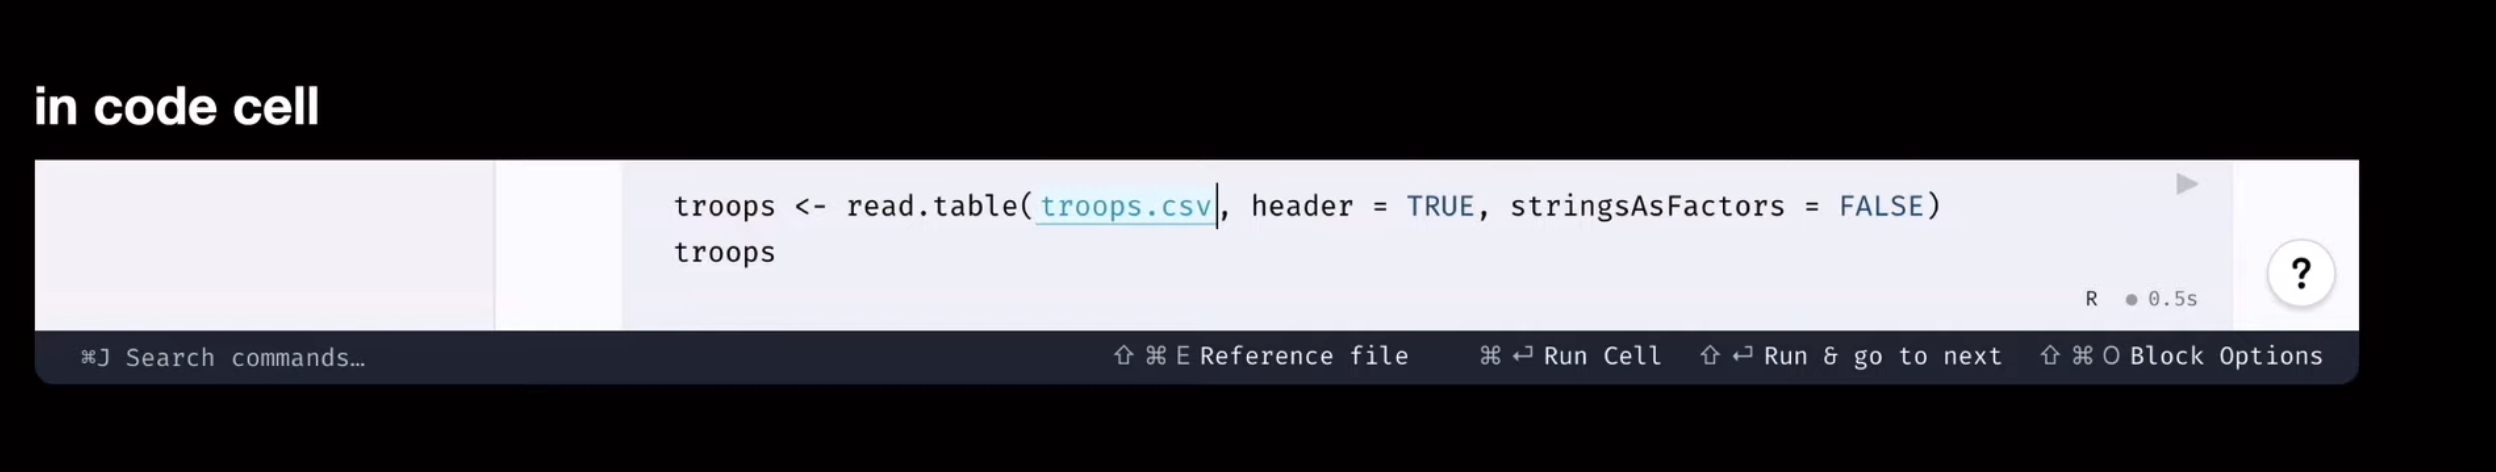 in code cell
troops <- read.table(troops.csv, header = TRUE, stringsAsFactors = FALSE)
troops
?
R ● 0.5s
⌘J Search commands…
⇧ ⌘ E Reference file ⌘ ↩ Run Cell ⇧ ↩ Run & go to next ⇧ ⌘ O Block Options